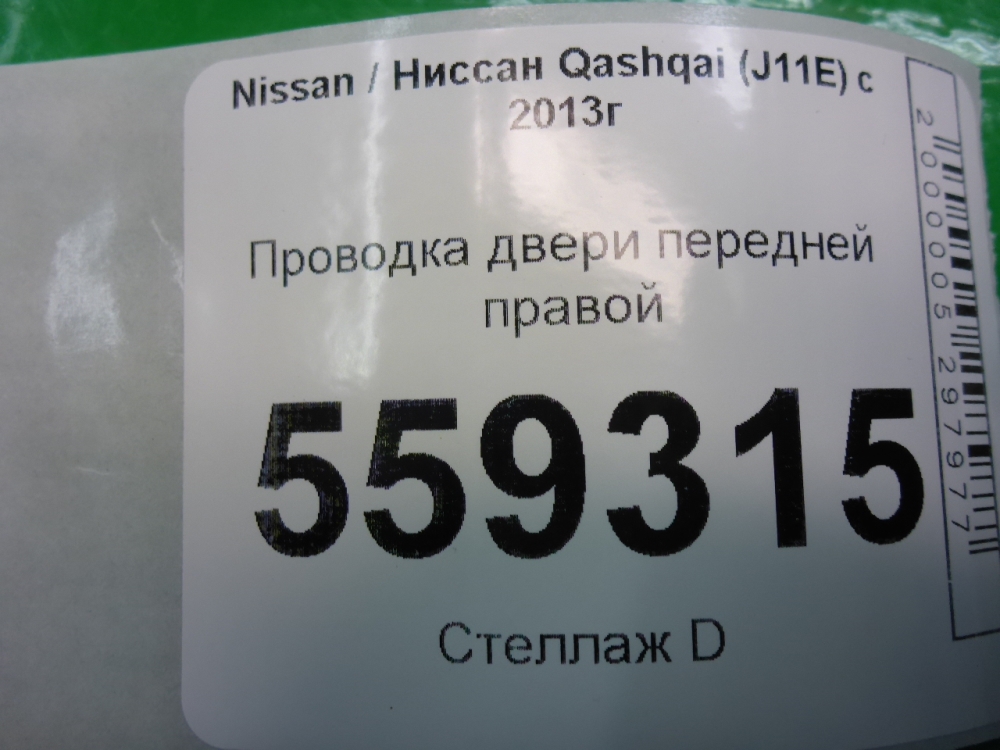 Nissan / Ниссан Qashqai (J11E) с
2013г
Проводка двери передней
правой
559315
Стеллаж D
2000005297977